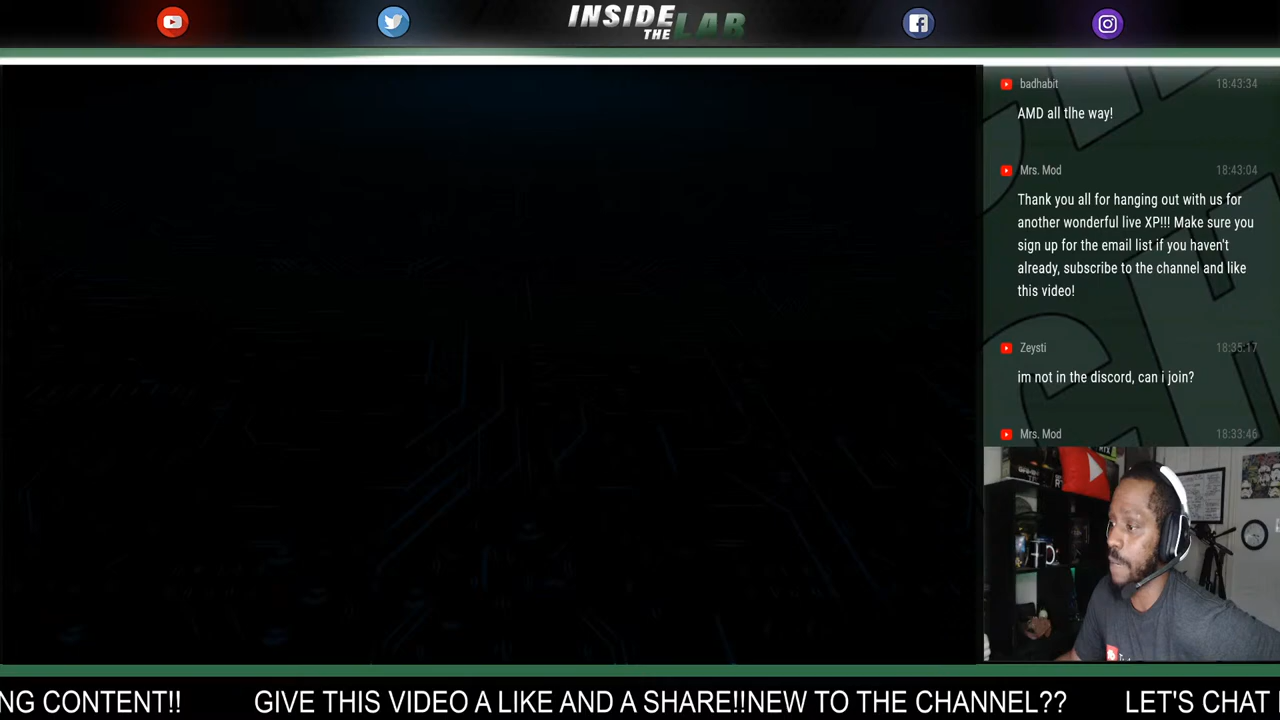 INSIDE
THE LAB
badhabit 18:43:34
AMD all tlhe way!
Mrs. Mod 18:43:04
Thank you all for hanging out with us for
another wonderful live XP!!! Make sure you
sign up for the email list if you haven't
already, subscribe to the channel and like
this video!
Zeysti 18:35:17
im not in the discord, can i join?
Mrs. Mod 18:33:46
NG CONTENT!! GIVE THIS VIDEO A LIKE AND A SHARE!!NEW TO THE CHANNEL?? LET'S CHAT